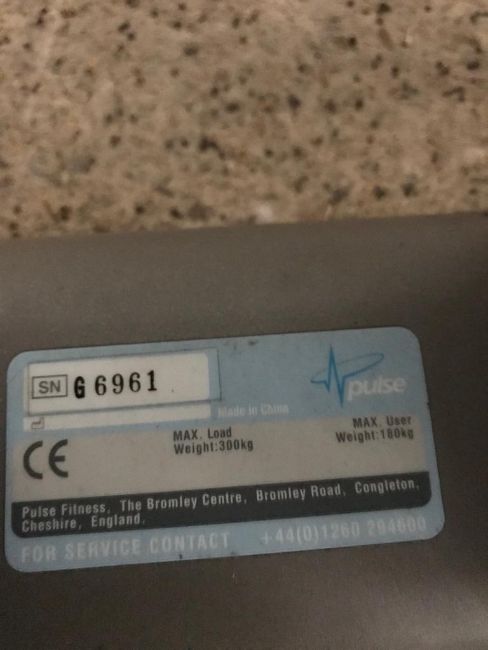 SN G 6961
pulse
Made in China
CE
MAX. Load
Weight:300kg
MAX. User
Weight:180kg
Pulse Fitness, The Bromley Centre, Bromley Road, Congleton,
Cheshire, England.
FOR SERVICE CONTACT +44(0)1260 294600